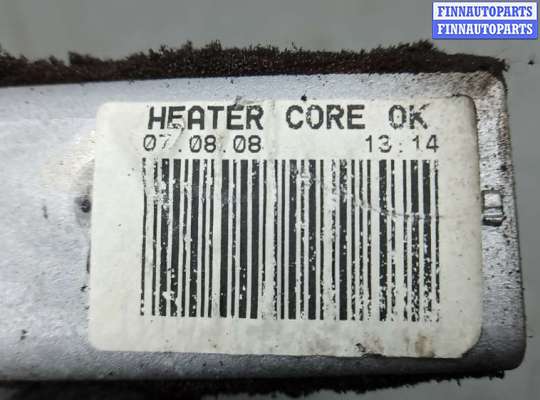 FINNAUTOPARTS
FINNAUTOPARTS
HEATER CORE OK
07.08.08 13:14